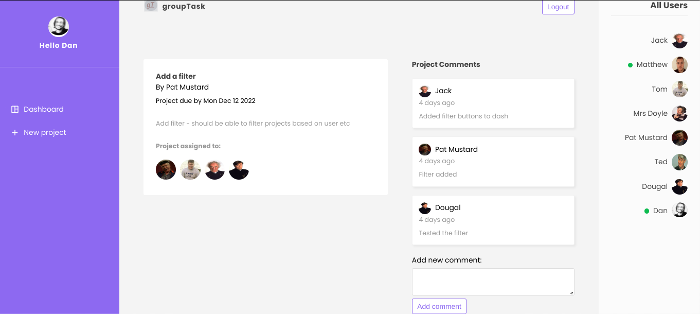 Hello Dan
Dashboard
New project
gT
groupTask
Logout
Add a filter
By Pat Mustard
Project due by Mon Dec 12 2022
Add filter - should be able to filter projects based on user etc
Project assigned to:
Project Comments
Jack
4 days ago
Added filter buttons to dash
Pat Mustard
4 days ago
Filter added
Dougal
4 days ago
Tested the filter
Add new comment:
Add comment
All Users
Jack
Matthew
Tom
Mrs Doyle
Pat Mustard
Ted
Dougal
Dan